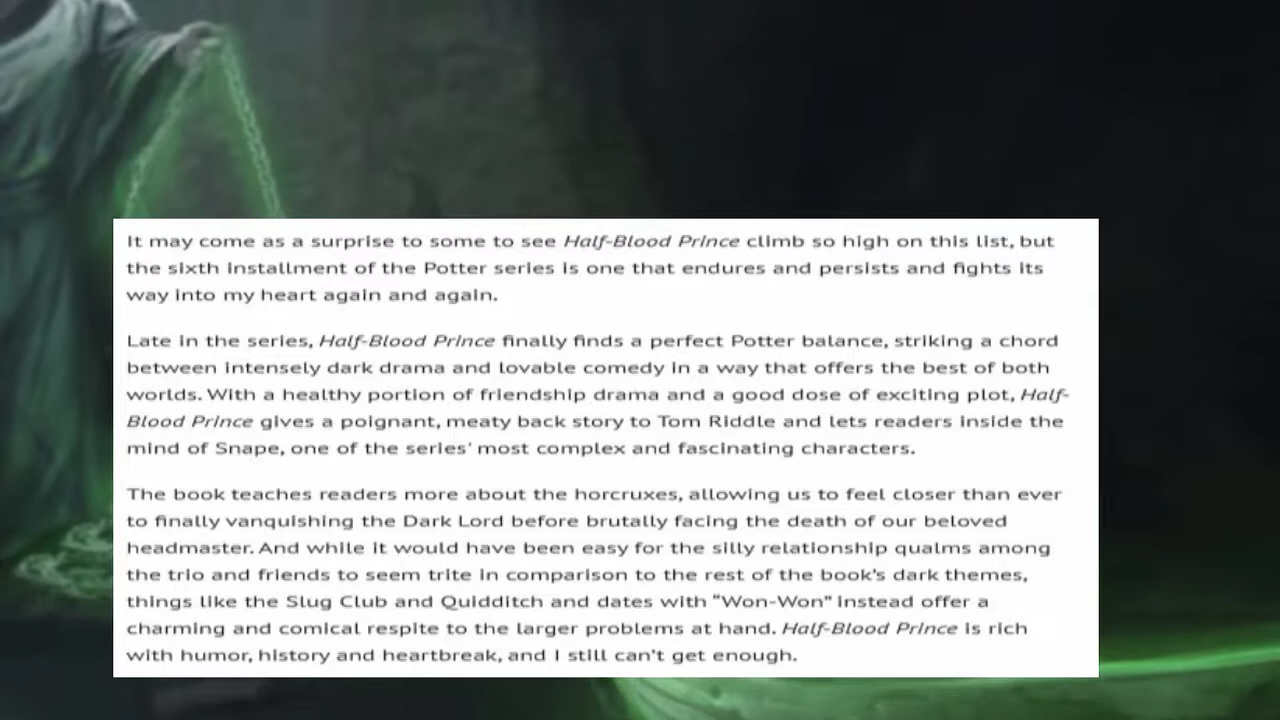 It may come as a surprise to some to see Half-Blood Prince climb so high on this list, but
the sixth installment of the Potter series is one that endures and persists and fights its
way into my heart again and again.
Late in the series, Half-Blood Prince finally finds a perfect Potter balance, striking a chord
between intensely dark drama and lovable comedy in a way that offers the best of both
worlds. With a healthy portion of friendship drama and a good dose of exciting plot, Half-
Blood Prince gives a poignant, meaty back story to Tom Riddle and lets readers inside the
mind of Snape, one of the series' most complex and fascinating characters.
The book teaches readers more about the horcruxes, allowing us to feel closer than ever
to finally vanquishing the Dark Lord before brutally facing the death of our beloved
headmaster. And while it would have been easy for the silly relationship qualms among
the trio and friends to seem trite in comparison to the rest of the book's dark themes,
things like the Slug Club and Quidditch and dates with “Won-Won” instead offer a
charming and comical respite to the larger problems at hand. Half-Blood Prince is rich
with humor, history and heartbreak, and I still can't get enough.